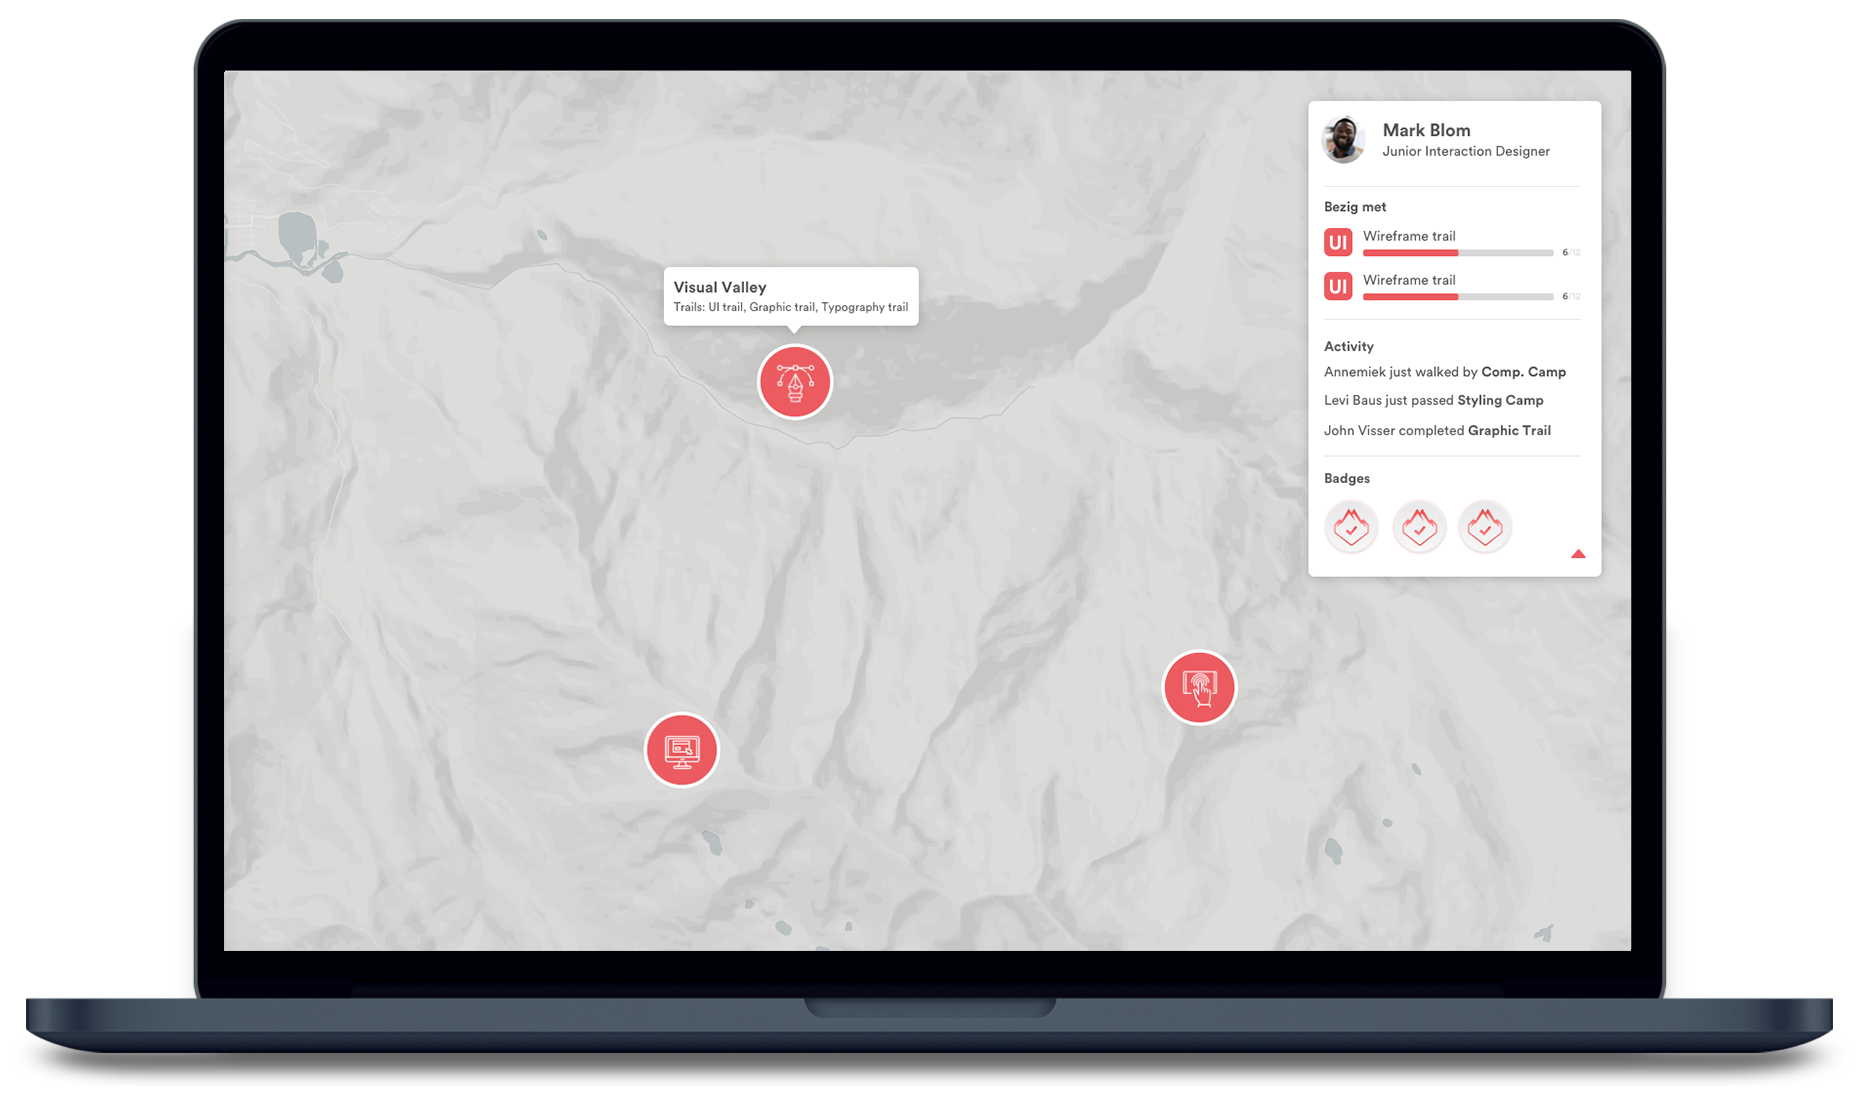 Mark Blom
Junior Interaction Designer
Bezig met
UI Wireframe trail
6/12
UI Wireframe trail
6/12
Visual Valley
Trails: UI trail, Graphic trail, Typography trail
Activity
Annemiek just walked by Comp. Camp
Levi Baus just passed Styling Camp
John Visser completed Graphic Trail
Badges